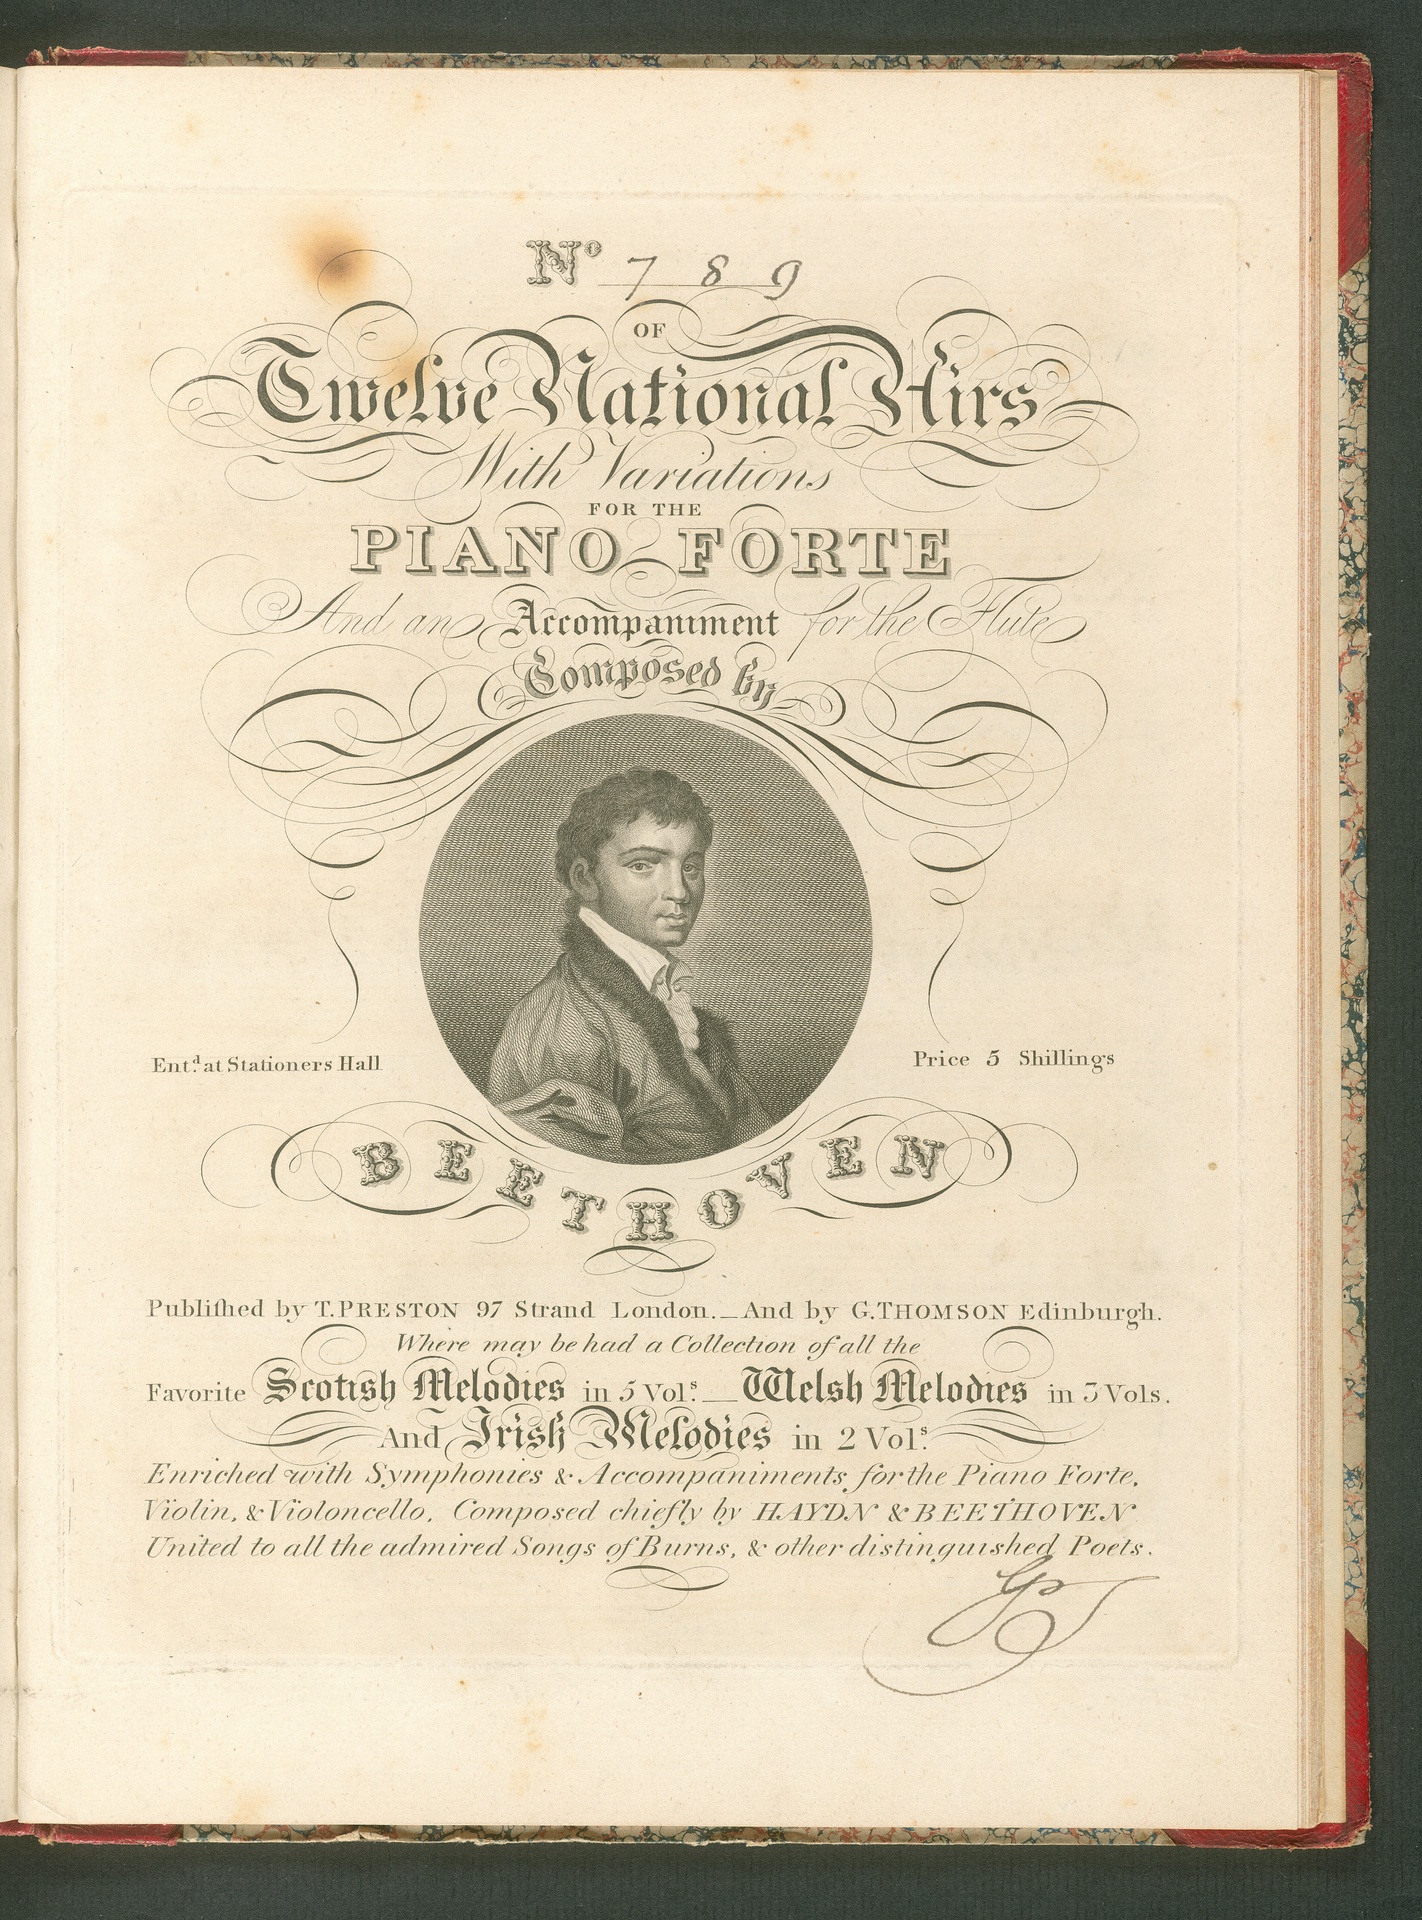 Nº 7 8 9
OF
Twelve National Airs
With Variations
FOR THE
PIANO FORTE
And an Accompaniment for the Flute
Composed by
Ent.d at Stationers Hall
Price 5 Shillings
BEETHOVEN
Publiſhed by T. PRESTON 97 Strand London._And by G. THOMSON Edinburgh.
Where may be had a Collection of all the
Favorite Scotish Melodies in 5 Vol.s__Welsh Melodies in 3 Vols.
And Irish Melodies in 2 Vol.s
Enriched with Symphonies & Accompaniments for the Piano Forte,
Violin, & Violoncello, Composed chiefly by HAYDN & BEETHOVEN
United to all the admired Songs of Burns, & other distinguished Poets.